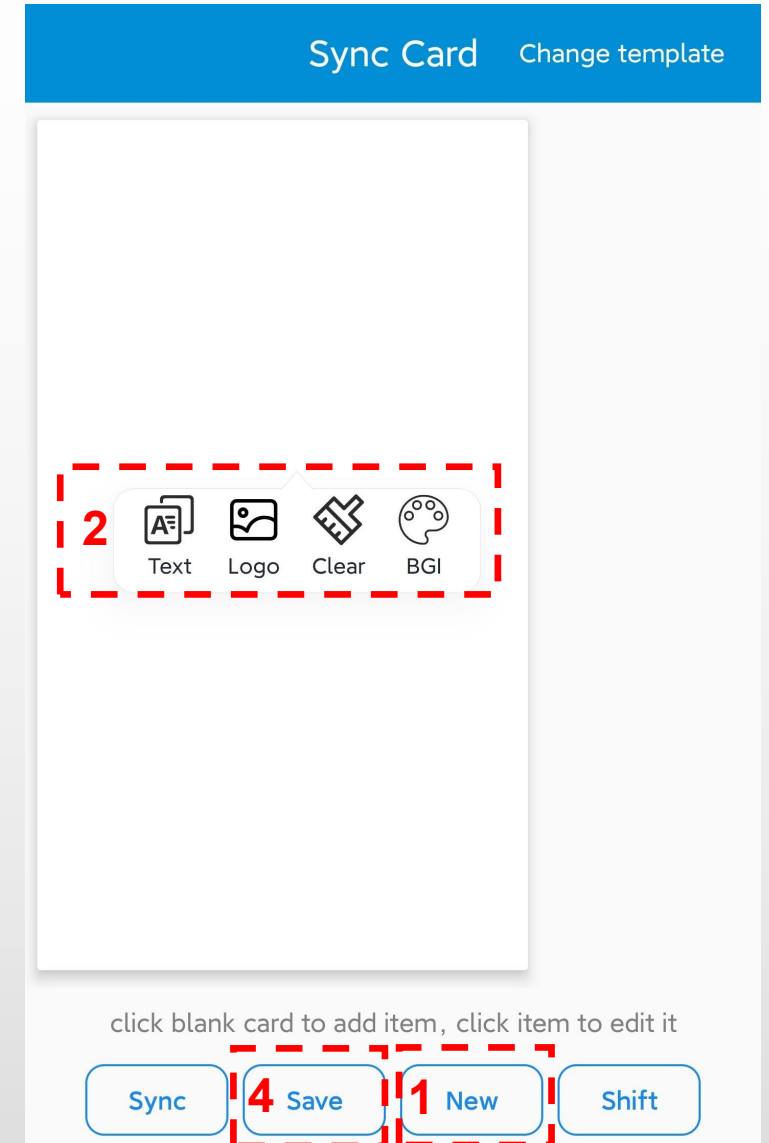 Sync Card Change template
2
Text Logo Clear BGI
click blank card to add item, click item to edit it
Sync 4 Save 1 New Shift